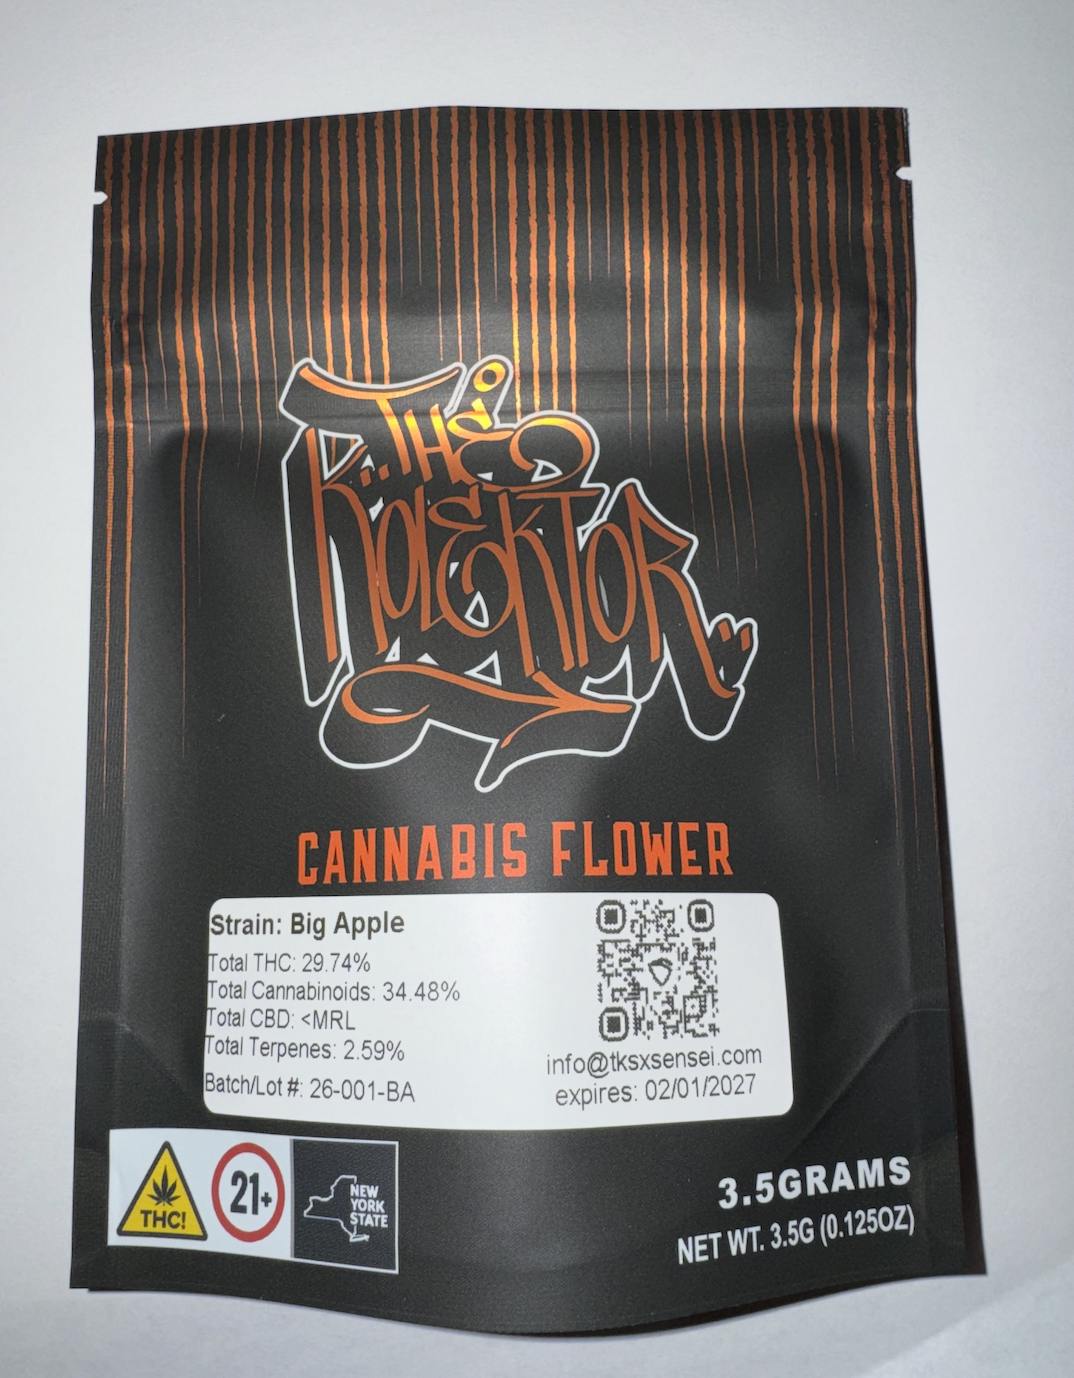 THE
KOLEKTOR
CANNABIS FLOWER
Strain: Big Apple
Total THC: 29.74%
Total Cannabinoids: 34.48%
Total CBD: <MRL
Total Terpenes: 2.59%
Batch/Lot #: 26-001-BA
info@tksxsensei.com
expires: 02/01/2027
THC!
21+
NEW
YORK
STATE
3.5GRAMS
NET WT. 3.5G (0.125OZ)